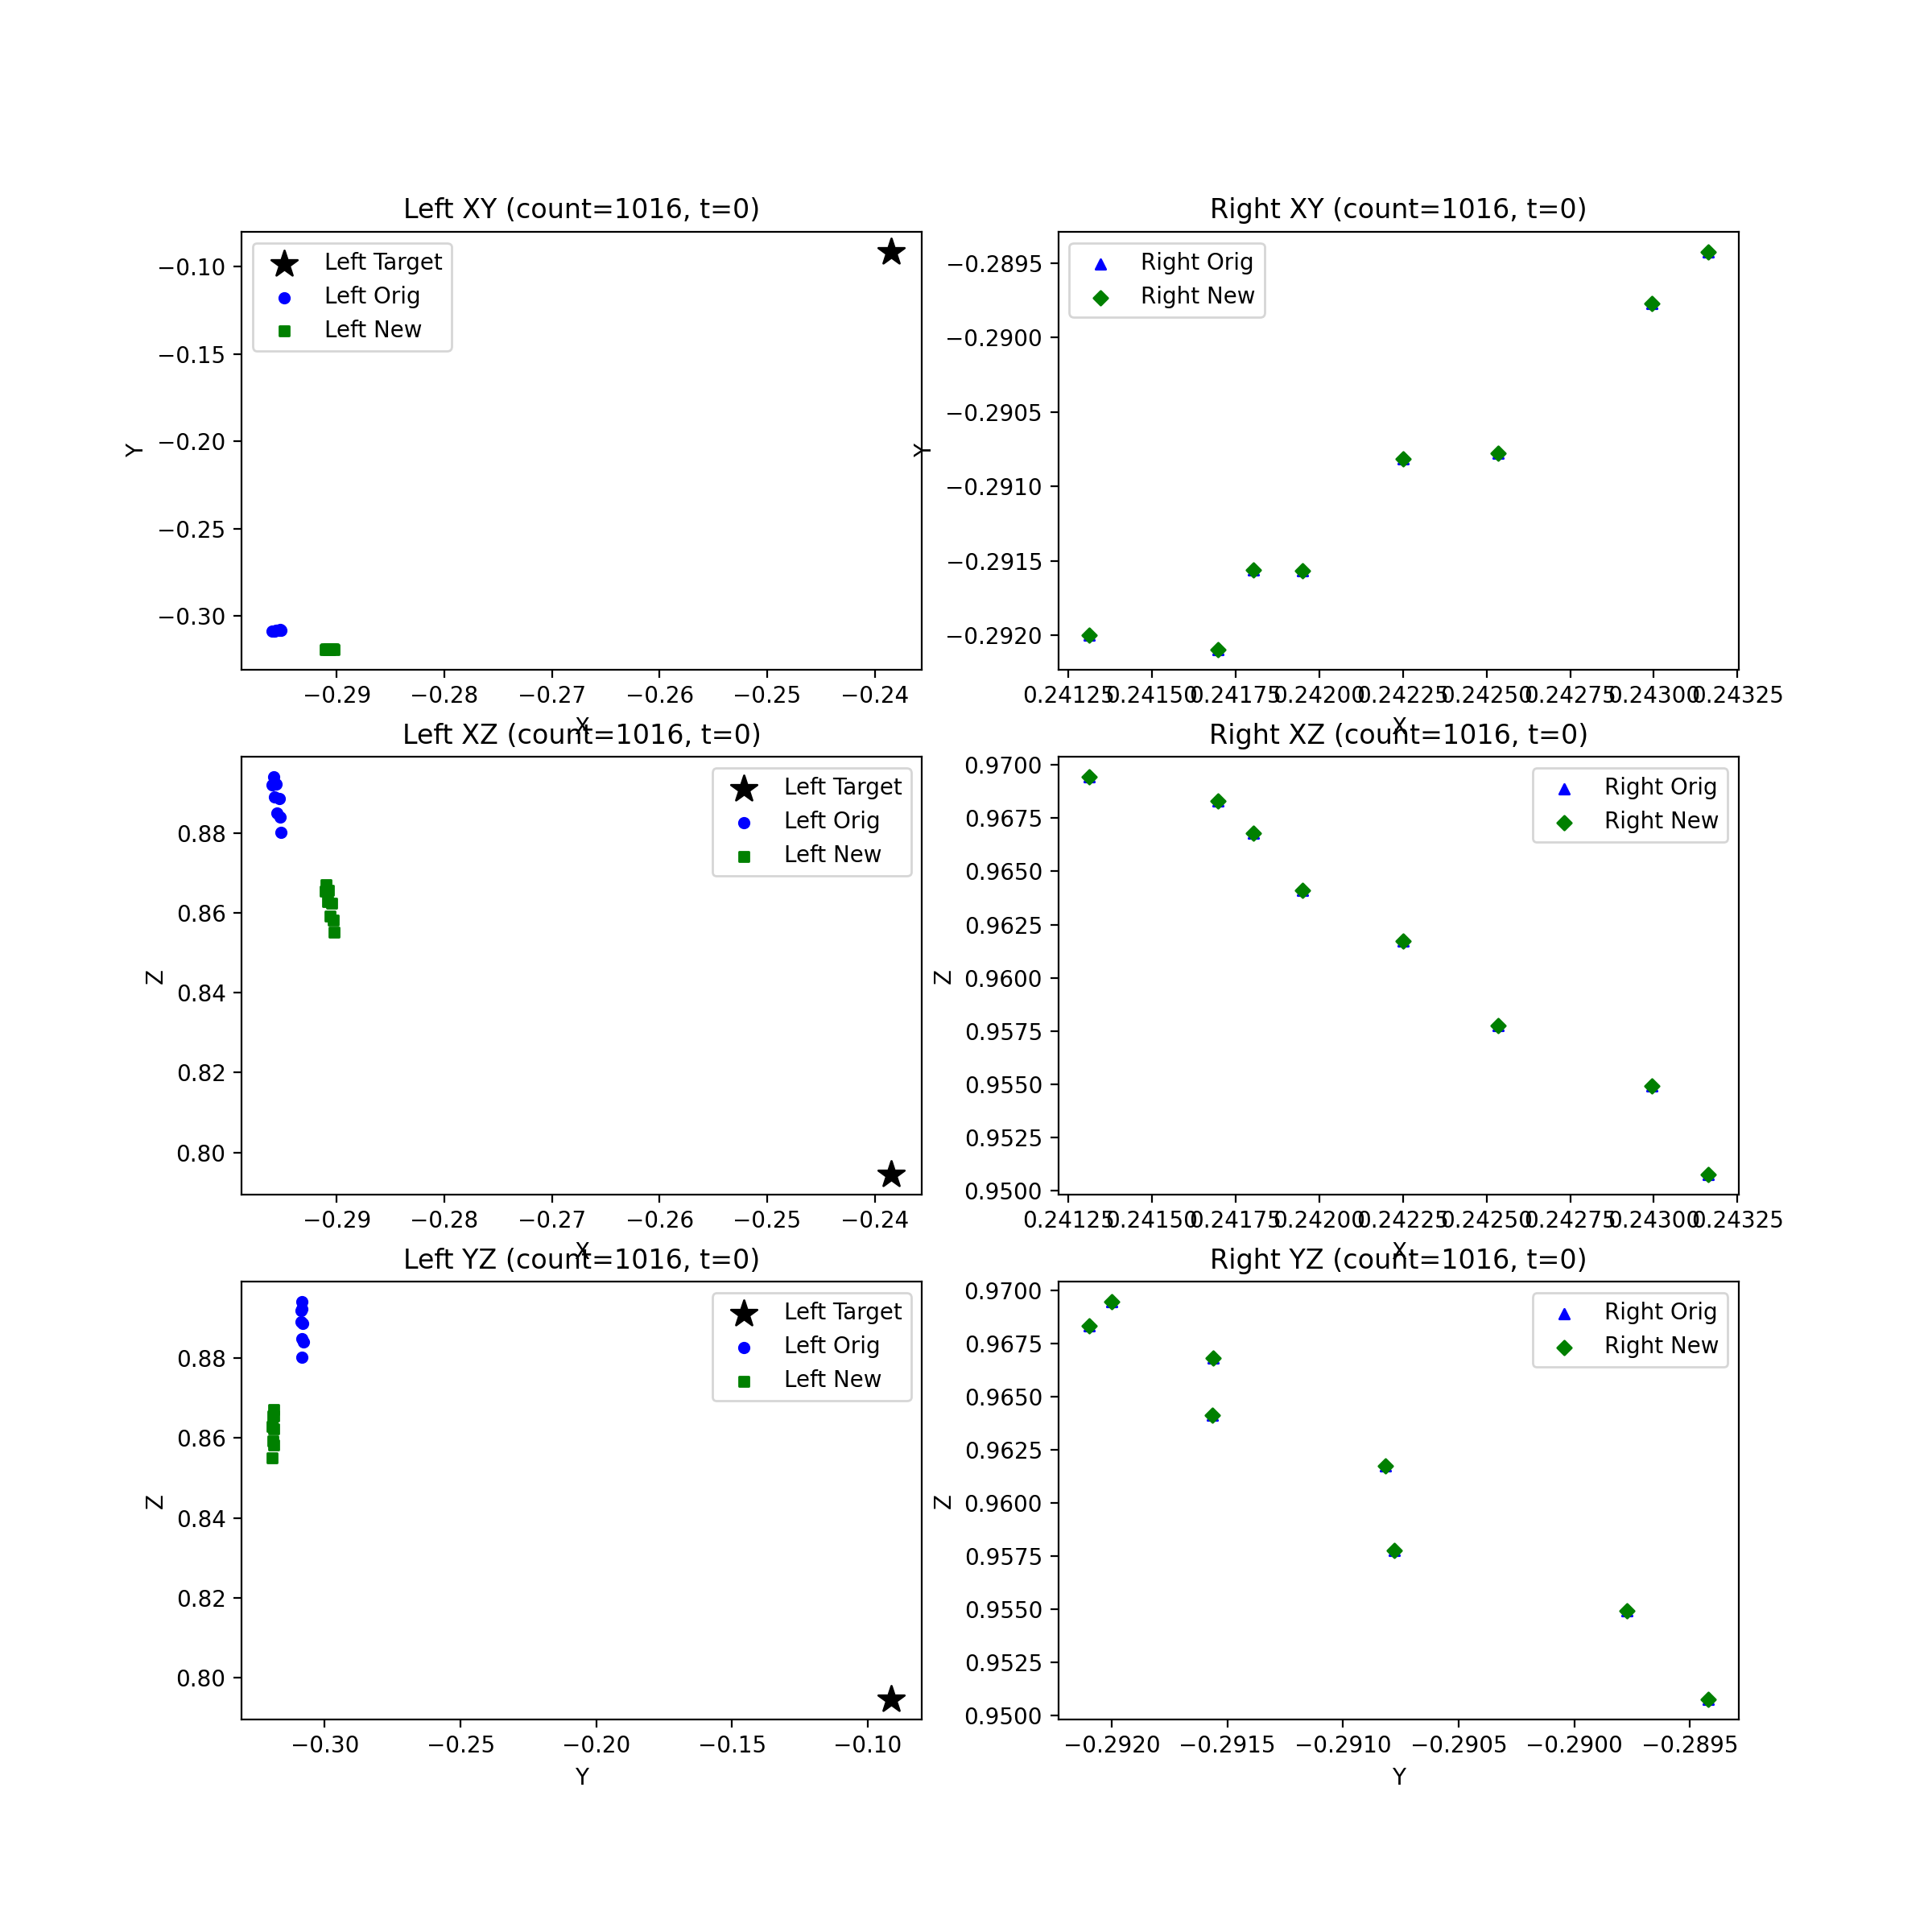 Left XY (count=1016, t=0)
Left Target
Left Orig
Left New
−0.10
−0.15
−0.20
−0.25
−0.30
Y
−0.29
−0.28
−0.27
−0.26
−0.25
−0.24
X
Right XY (count=1016, t=0)
Right Orig
Right New
−0.2895
−0.2900
−0.2905
−0.2910
−0.2915
−0.2920
Y
0.24125
0.24150
0.24175
0.24200
0.24225
0.24250
0.24275
0.24300
0.24325
X
Left XZ (count=1016, t=0)
Left Target
Left Orig
Left New
0.88
0.86
0.84
0.82
0.80
Z
−0.29
−0.28
−0.27
−0.26
−0.25
−0.24
X
Right XZ (count=1016, t=0)
Right Orig
Right New
0.9700
0.9675
0.9650
0.9625
0.9600
0.9575
0.9550
0.9525
0.9500
Z
0.24125
0.24150
0.24175
0.24200
0.24225
0.24250
0.24275
0.24300
0.24325
X
Left YZ (count=1016, t=0)
Left Target
Left Orig
Left New
0.88
0.86
0.84
0.82
0.80
Z
−0.30
−0.25
−0.20
−0.15
−0.10
Y
Right YZ (count=1016, t=0)
Right Orig
Right New
0.9700
0.9675
0.9650
0.9625
0.9600
0.9575
0.9550
0.9525
0.9500
Z
−0.2920
−0.2915
−0.2910
−0.2905
−0.2900
−0.2895
Y